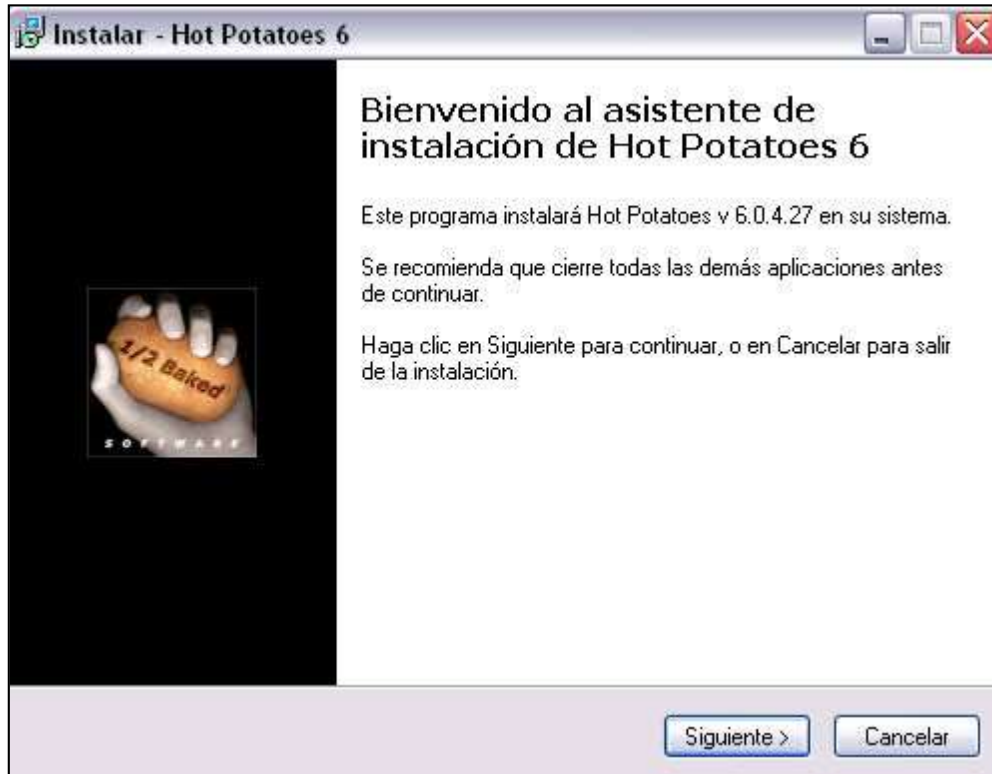 Instalar - Hot Potatoes 6
Bienvenido al asistente de
instalación de Hot Potatoes 6
Este programa instalará Hot Potatoes v 6.0.4.27 en su sistema.
Se recomienda que cierre todas las demás aplicaciones antes
de continuar.
Haga clic en Siguiente para continuar, o en Cancelar para salir
de la instalación.
1/2 Baked
SOFTWARE
Siguiente >
Cancelar